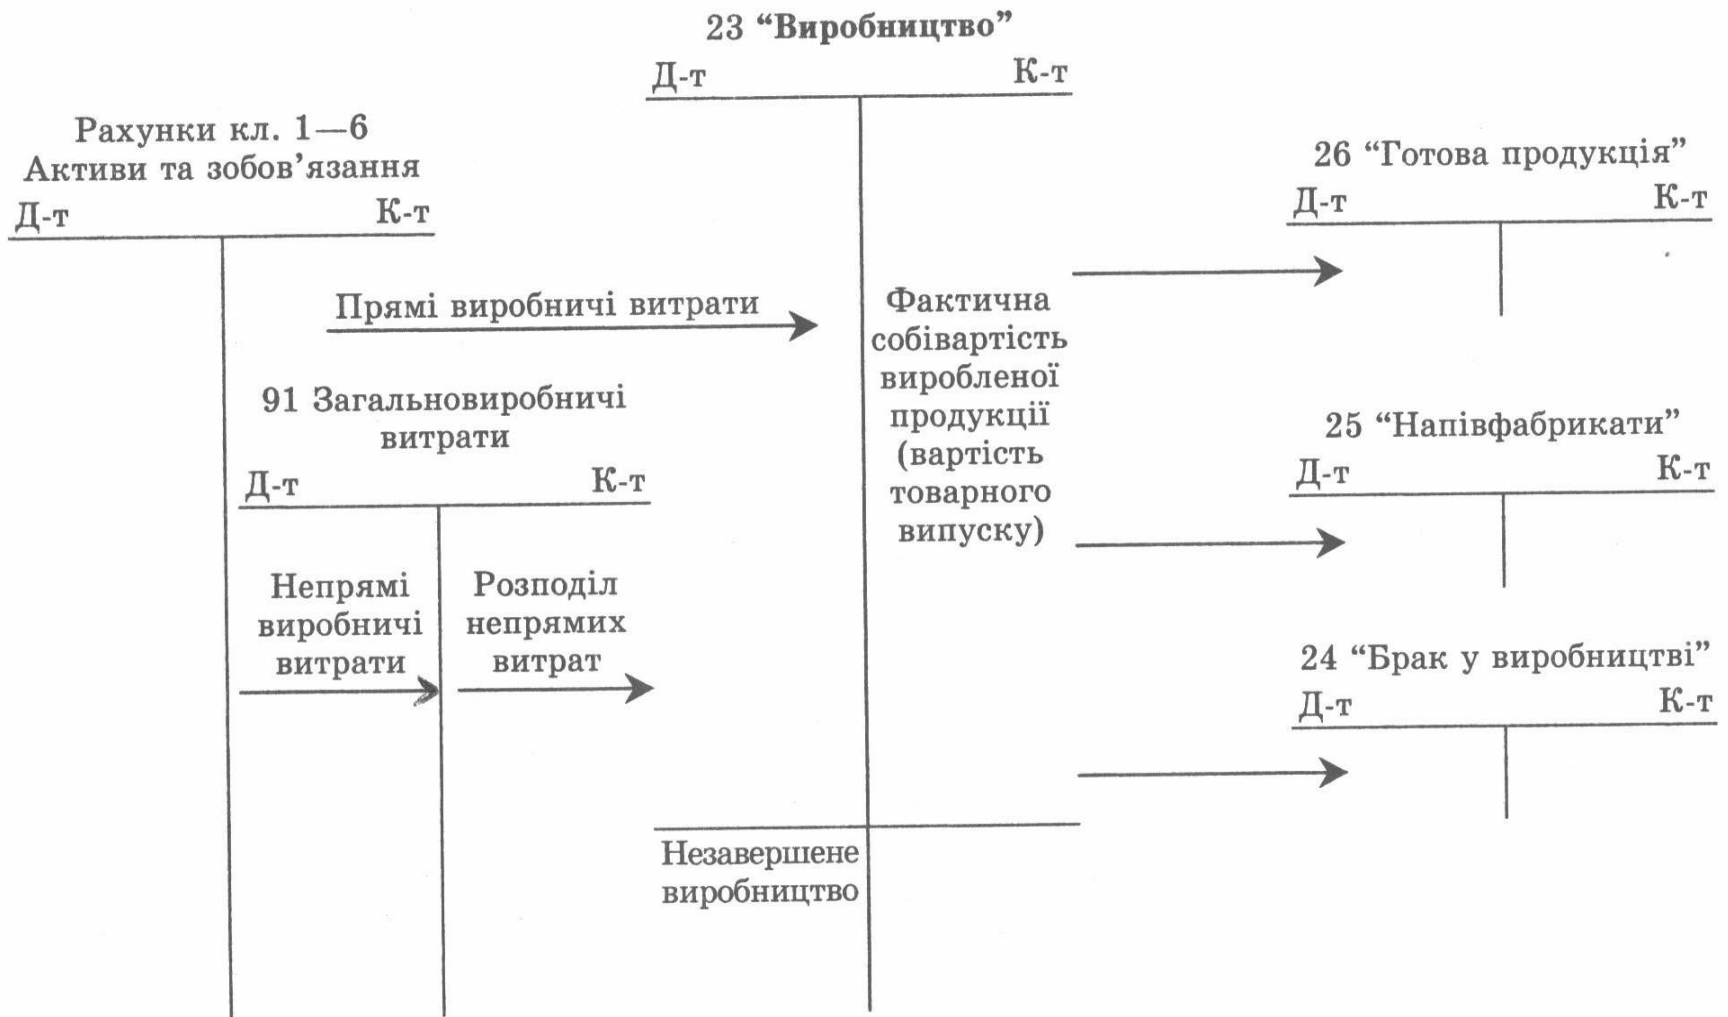 23 “Виробництво”
Д-т К-т
Рахунки кл. 1—6
Активи та зобов’язання
Д-т К-т
Прямі виробничі витрати
91 Загальновиробничі
витрати
Д-т К-т
Непрямі
виробничі
витрати
Розподіл
непрямих
витрат
Фактична
собівартість
виробленої
продукції
(вартість
товарного
випуску)
Незавершене
виробництво
26 “Готова продукція”
Д-т К-т
25 “Напівфабрикати”
Д-т К-т
24 “Брак у виробництві”
Д-т К-т